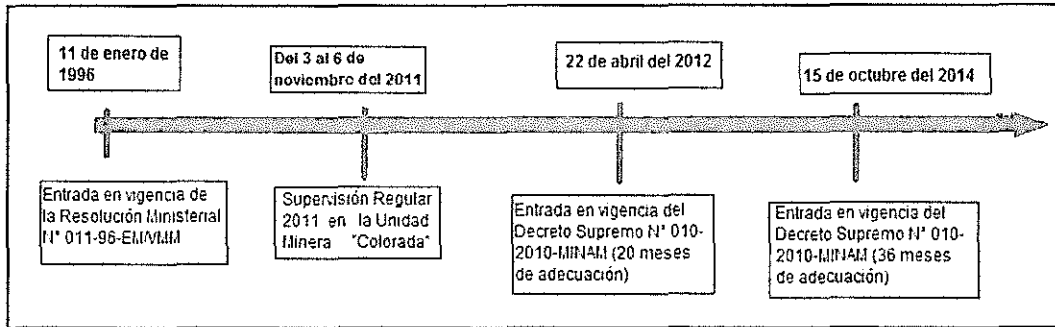 11 de enero de
1996
Del 3 al 6 de
noviembre del 2011
22 de abril del 2012
15 de octubre del 2014
Entrada en vigencia de
la Resolución Ministerial
N° 011-96-EM/VMM
Supervisión Regular
2011 en la Unidad
Minera "Colorada"
Entrada en vigencia del
Decreto Supremo N° 010-
2010-MINAM (20 meses
de adecuación)
Entrada en vigencia del
Decreto Supremo N° 010-
2010-MINAM (36 meses
de adecuación)